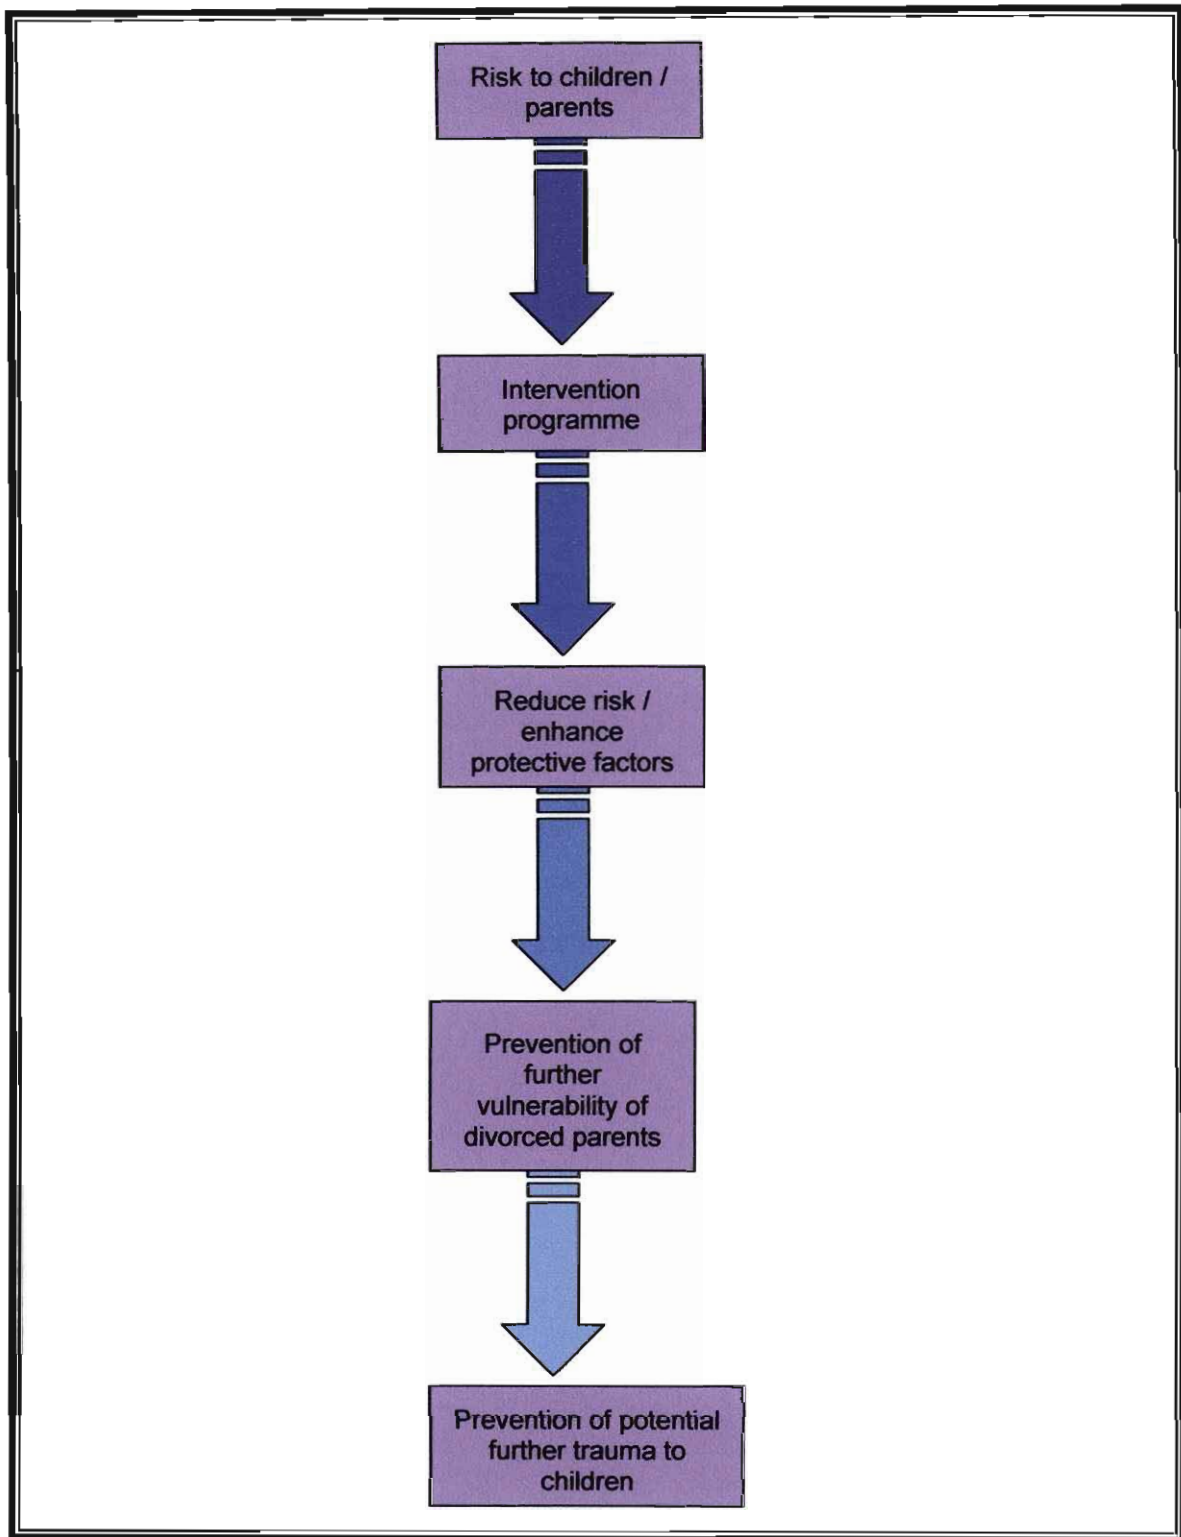 Risk to children /
parents
Intervention
programme
Reduce risk /
enhance
protective factors
Prevention of
further
vulnerability of
divorced parents
Prevention of potential
further trauma to
children